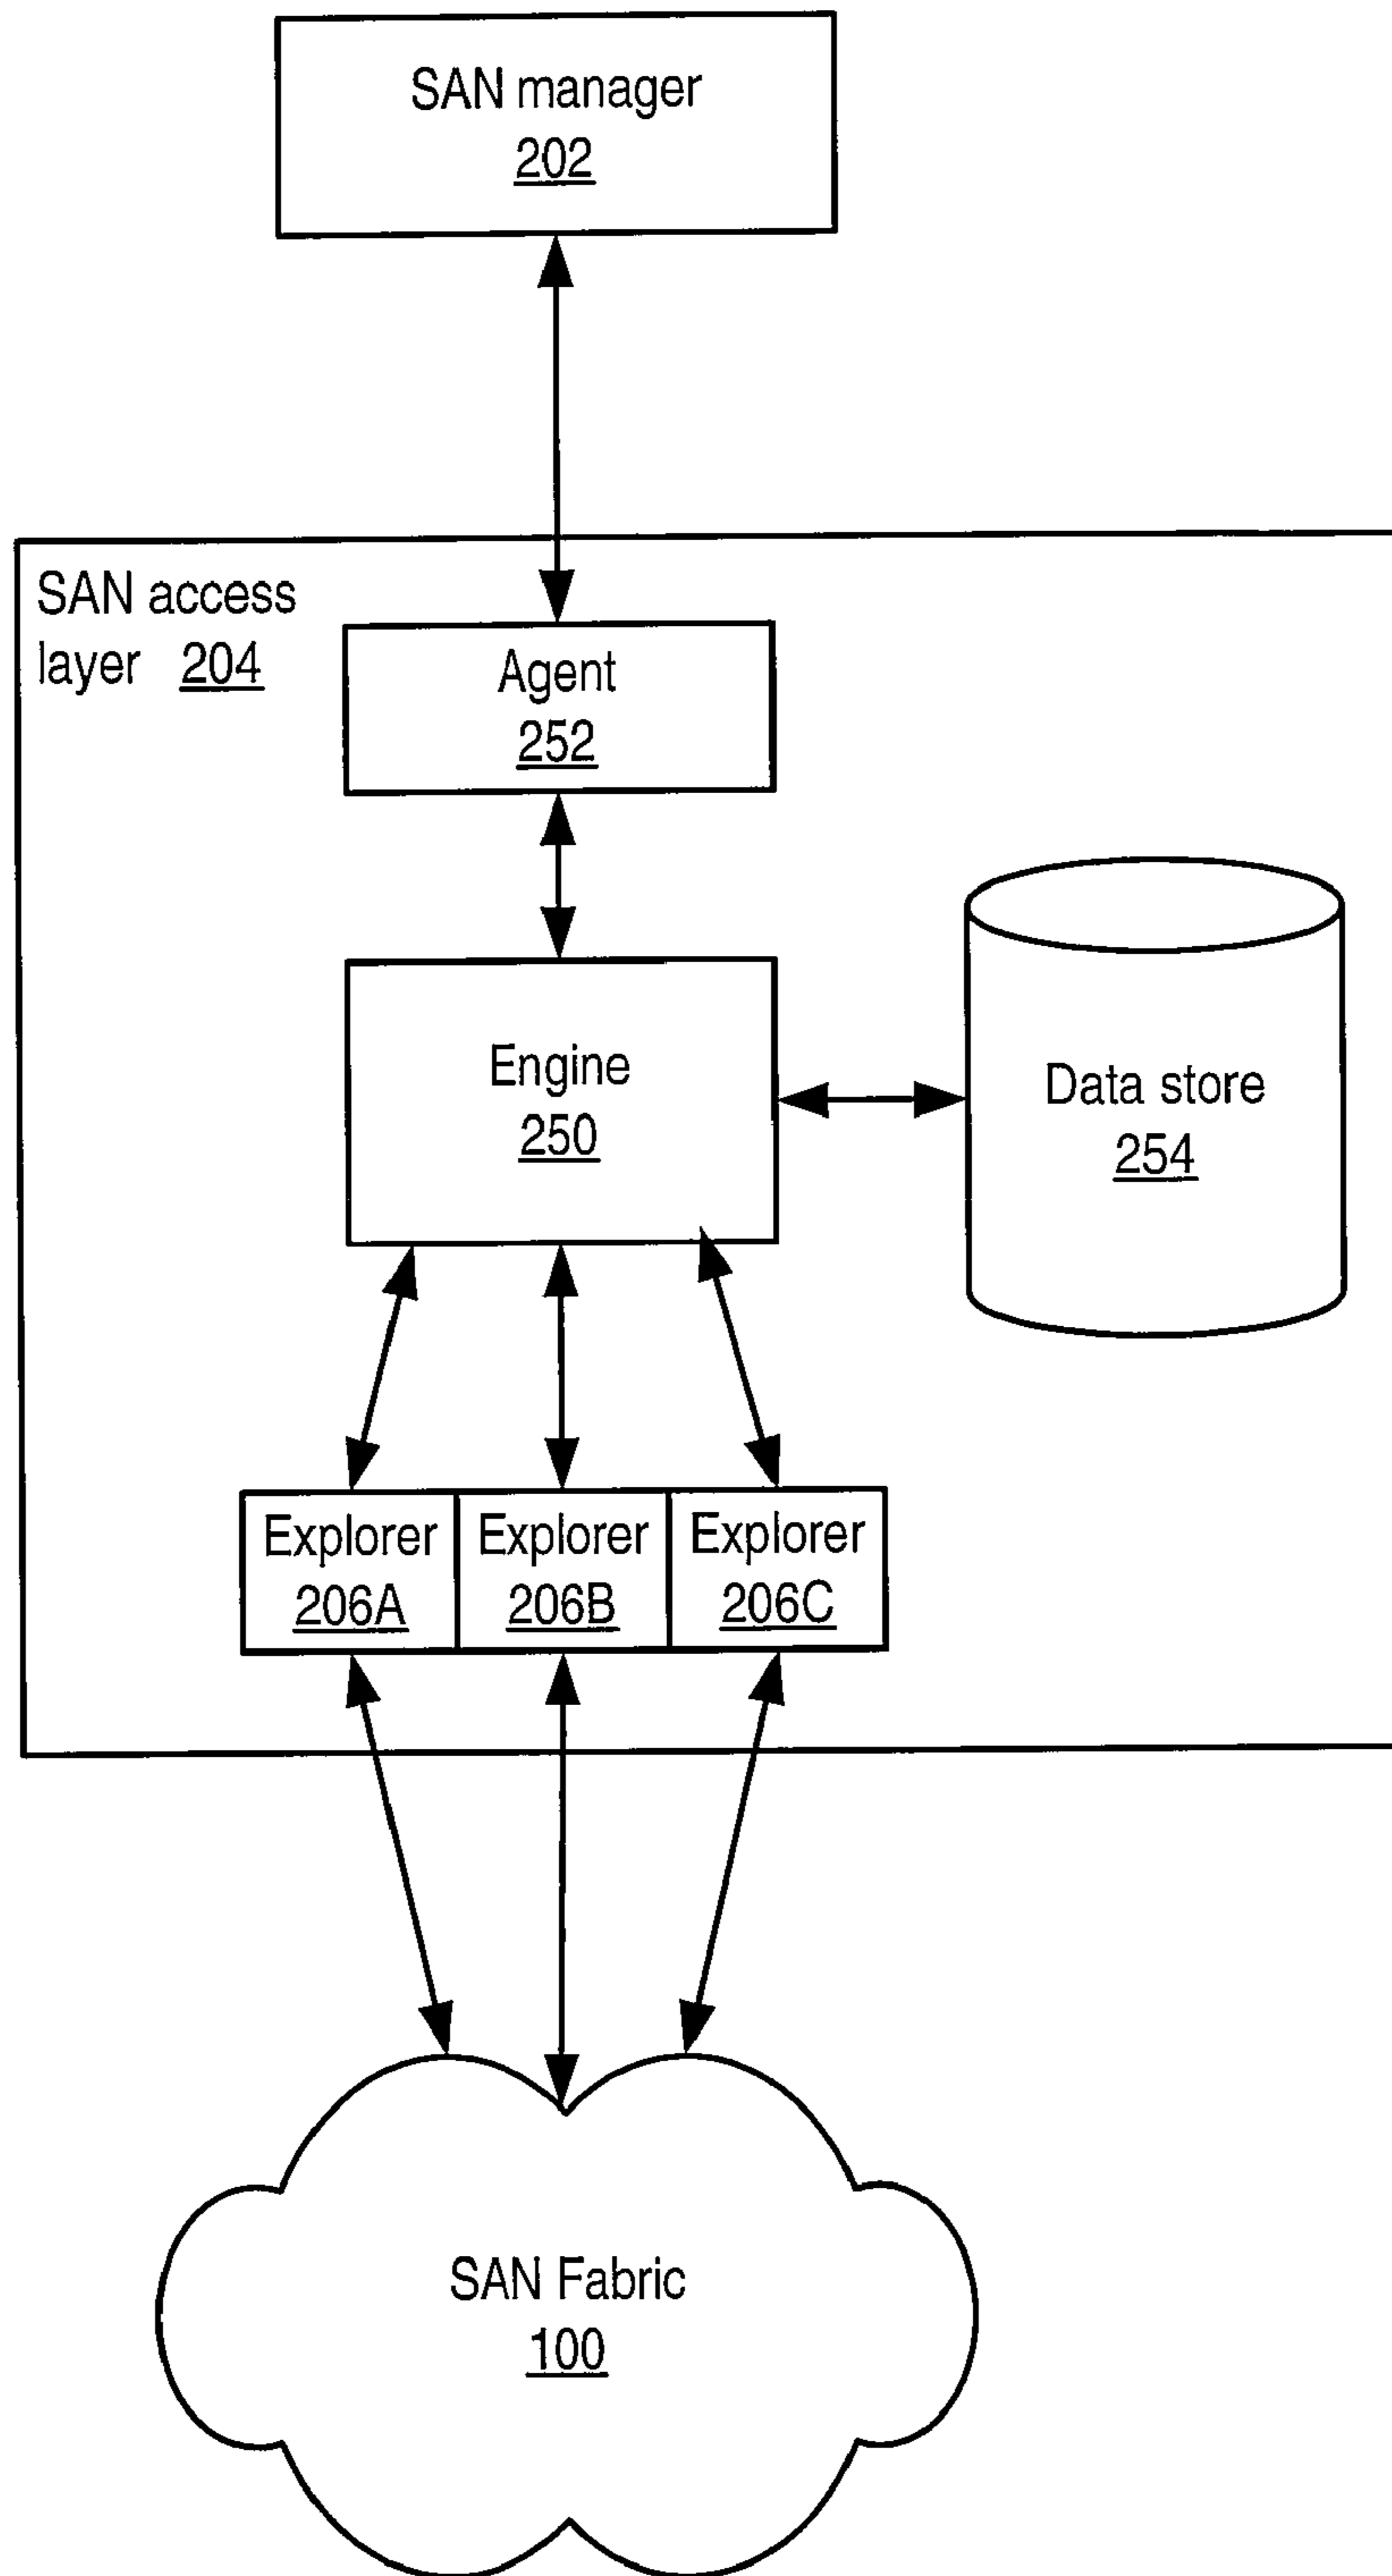 SAN manager
202
SAN access
layer 204
Agent
252
Engine
250
Data store
254
Explorer
206A
Explorer
206B
Explorer
206C
SAN Fabric
100